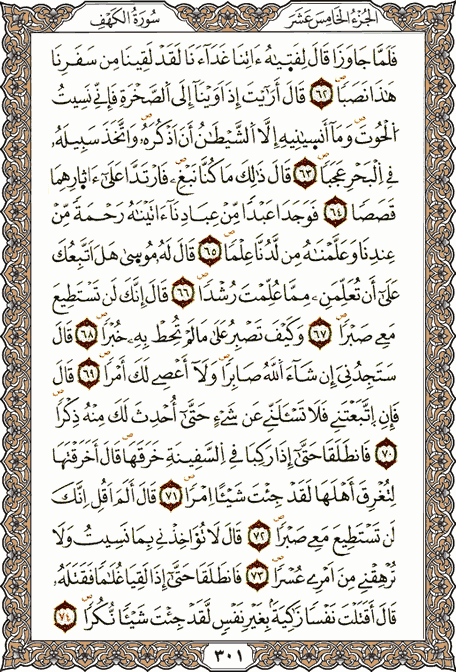 الجُزْءُ الخَامِسَ عَشَرَ
سُورَةُ الكَهْفِ
فَلَمَّا جَاوَزَا قَالَ لِفَتَىٰهُ ءَاتِنَا غَدَآءَنَا لَقَدْ لَقِينَا مِن سَفَرِنَا
هَٰذَا نَصَبًا ٦٢ قَالَ أَرَءَيْتَ إِذْ أَوَيْنَآ إِلَى ٱلصَّخْرَةِ فَإِنِّي نَسِيتُ
ٱلْحُوتَ وَمَآ أَنسَىٰنِيهِ إِلَّا ٱلشَّيْطَٰنُ أَنْ أَذْكُرَهُۥ وَٱتَّخَذَ سَبِيلَهُۥ
فِي ٱلْبَحْرِ عَجَبًا ٦٣ قَالَ ذَٰلِكَ مَا كُنَّا نَبْغِۦ فَٱرْتَدَّا عَلَىٰٓ ءَاثَارِهِمَا
قَصَصًا ٦٤ فَوَجَدَا عَبْدًا مِّنْ عِبَادِنَآ ءَاتَيْنَٰهُ رَحْمَةً مِّنْ
عِندِنَا وَعَلَّمْنَٰهُ مِن لَّدُنَّا عِلْمًا ٦٥ قَالَ لَهُۥ مُوسَىٰ هَلْ أَتَّبِعُكَ
عَلَىٰٓ أَن تُعَلِّمَنِۦ مِمَّا عُلِّمْتَ رُشْدًا ٦٦ قَالَ إِنَّكَ لَن تَسْتَطِيعَ
مَعِي صَبْرًا ٦٧ وَكَيْفَ تَصْبِرُ عَلَىٰ مَا لَمْ تُحِطْ بِهِۦ خُبْرًا ٦٨ قَالَ
سَتَجِدُنِي إِن شَآءَ ٱللَّهُ صَابِرًا وَلَآ أَعْصِي لَكَ أَمْرًا ٦٩ قَالَ
فَإِنِ ٱتَّبَعْتَنِي فَلَا تَسْـَٔلْنِي عَن شَيْءٍ حَتَّىٰٓ أُحْدِثَ لَكَ مِنْهُ ذِكْرًا
٧٠ فَٱنطَلَقَا حَتَّىٰٓ إِذَا رَكِبَا فِي ٱلسَّفِينَةِ خَرَقَهَا قَالَ أَخَرَقْتَهَا
لِتُغْرِقَ أَهْلَهَا لَقَدْ جِئْتَ شَيْئًا إِمْرًا ٧١ قَالَ أَلَمْ أَقُلْ إِنَّكَ
لَن تَسْتَطِيعَ مَعِي صَبْرًا ٧٢ قَالَ لَا تُؤَاخِذْنِي بِمَا نَسِيتُ وَلَا
تُرْهِقْنِي مِنْ أَمْرِي عُسْرًا ٧٣ فَٱنطَلَقَا حَتَّىٰٓ إِذَا لَقِيَا غُلَٰمًا فَقَتَلَهُۥ
قَالَ أَقَتَلْتَ نَفْسًا زَٰكِيَةًۢ بِغَيْرِ نَفْسٍ لَّقَدْ جِئْتَ شَيْئًا نُّكْرًا ٧٤
٣٠١